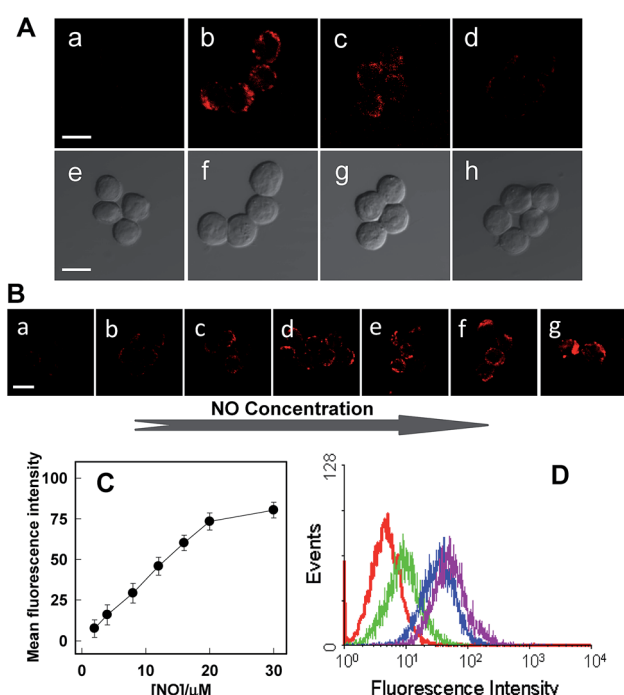 A
a b c d
e f g h
B
a b c d e f g
NO Concentration
C
Mean fluorescence intensity
100
75
50
25
0
0 10 20 30
[NO]/μM
D
Events
128
0
10⁰ 10¹ 10² 10³ 10⁴
Fluorescence Intensity